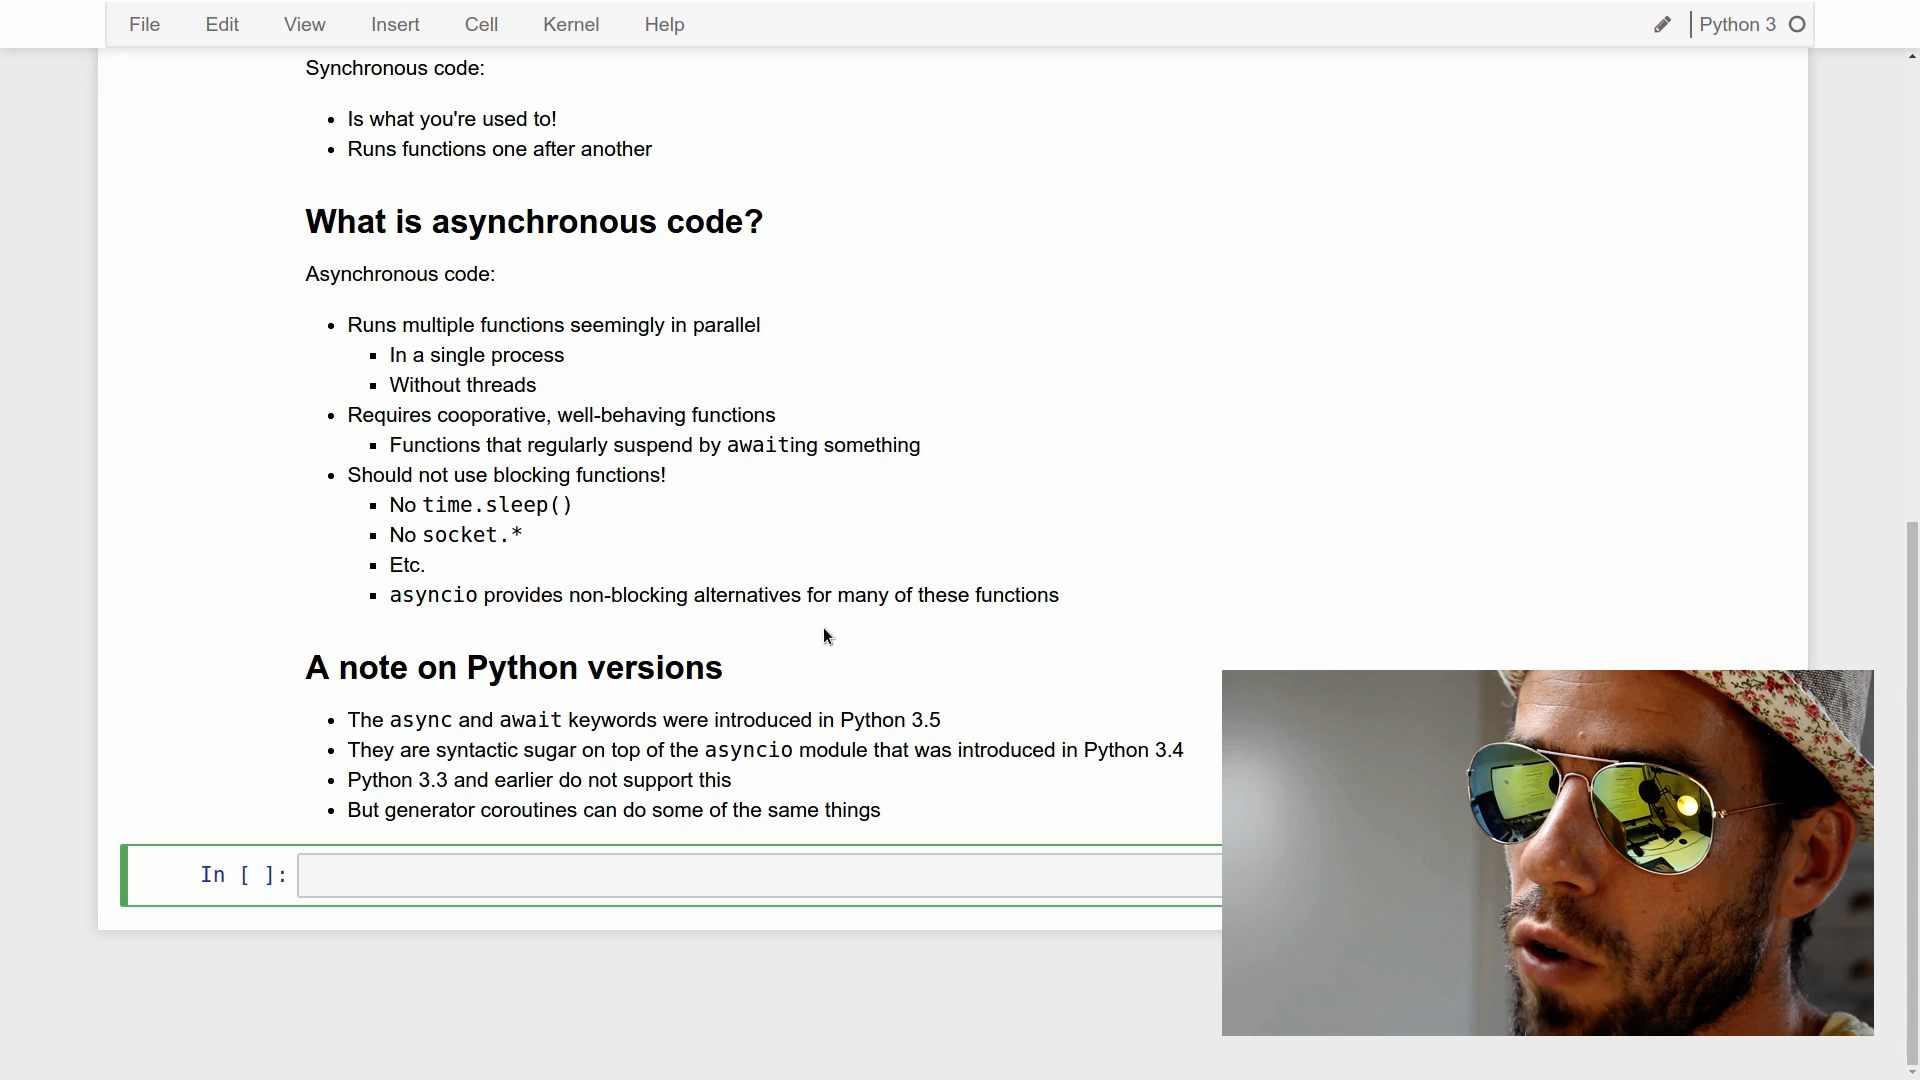 File Edit View Insert Cell Kernel Help Python 3
Synchronous code:
• Is what you're used to!
• Runs functions one after another
What is asynchronous code?
Asynchronous code:
• Runs multiple functions seemingly in parallel
▪ In a single process
▪ Without threads
• Requires cooporative, well-behaving functions
▪ Functions that regularly suspend by awaiting something
• Should not use blocking functions!
▪ No time.sleep()
▪ No socket.*
▪ Etc.
▪ asyncio provides non-blocking alternatives for many of these functions
A note on Python versions
• The async and await keywords were introduced in Python 3.5
• They are syntactic sugar on top of the asyncio module that was introduced in Python 3.4
• Python 3.3 and earlier do not support this
• But generator coroutines can do some of the same things
In [ ]: